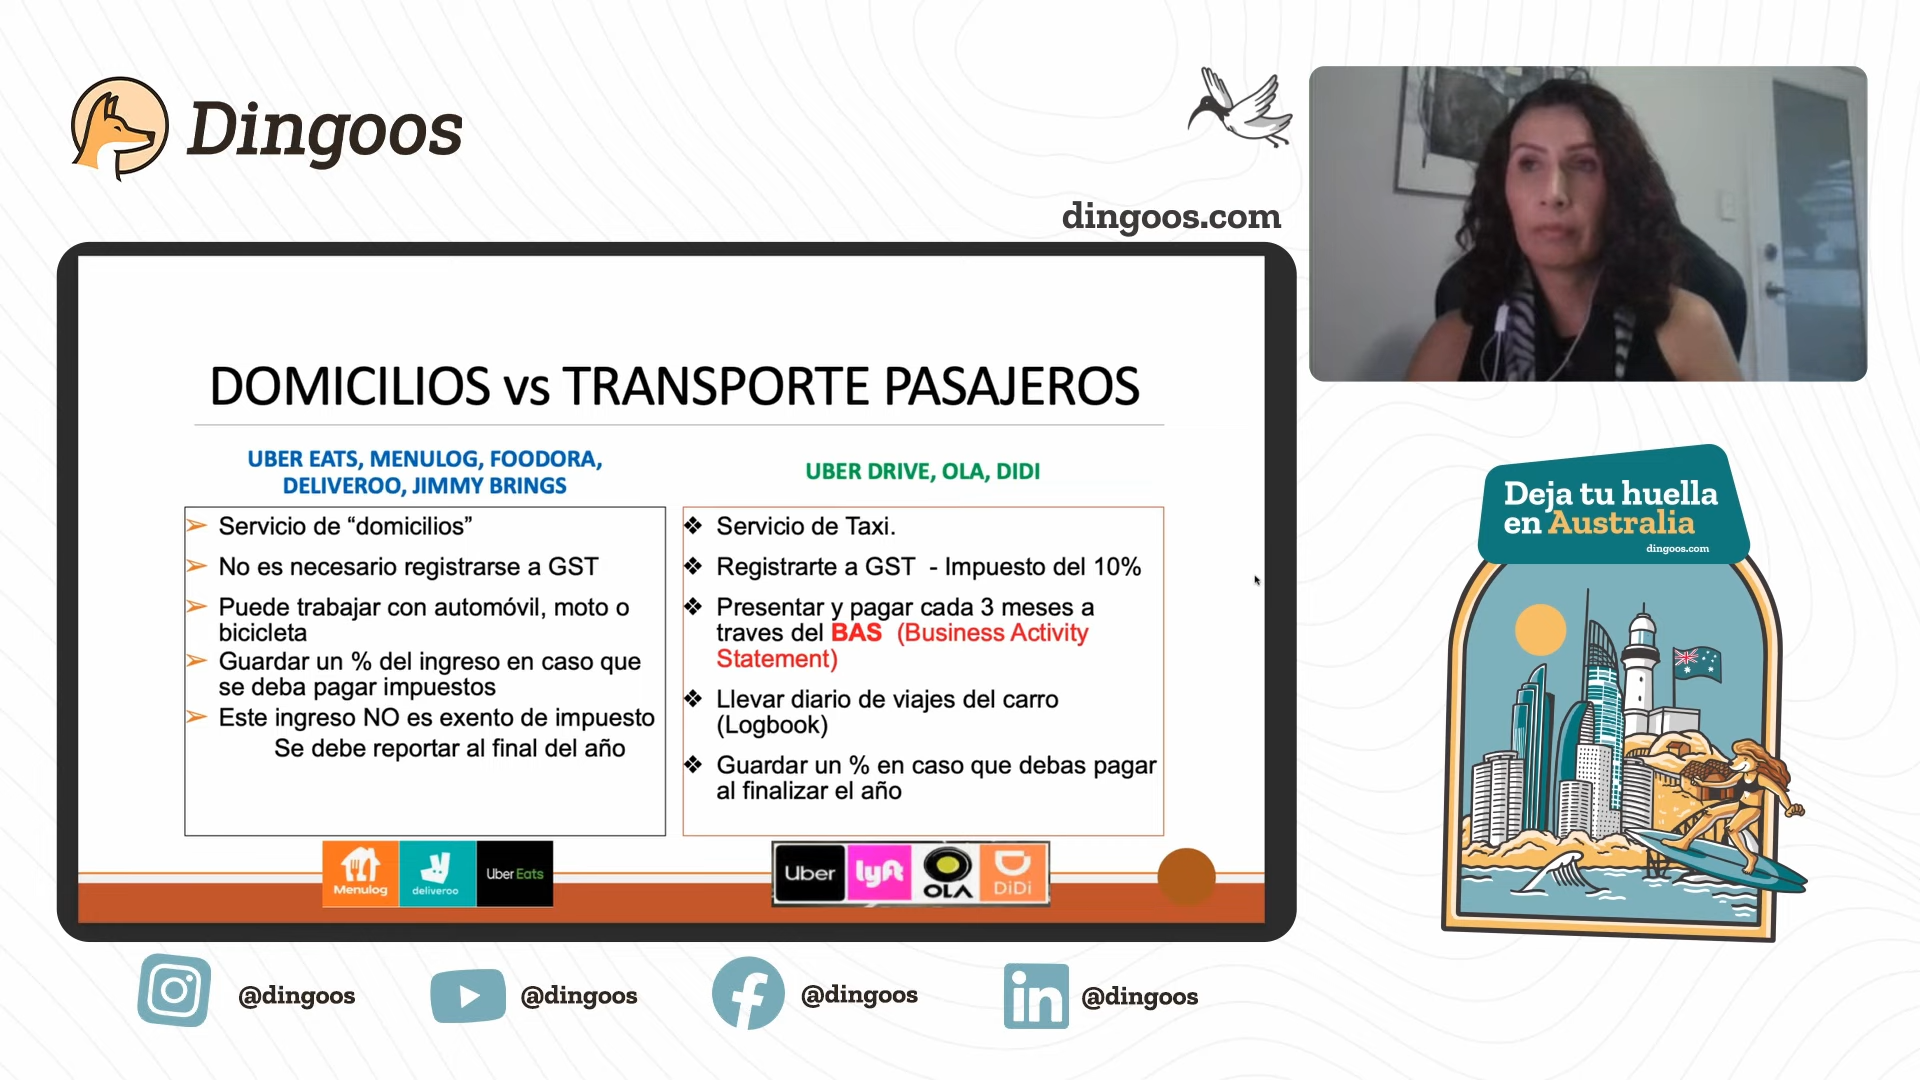 Dingoos
dingoos.com
DOMICILIOS vs TRANSPORTE PASAJEROS
UBER EATS, MENULOG, FOODORA,
DELIVEROO, JIMMY BRINGS
Servicio de “domicilios”
No es necesario registrarse a GST
Puede trabajar con automóvil, moto o
bicicleta
Guardar un % del ingreso en caso que
se deba pagar impuestos
Este ingreso NO es exento de impuesto
Se debe reportar al final del año
UBER DRIVE, OLA, DIDI
Servicio de Taxi.
Registrarte a GST - Impuesto del 10%
Presentar y pagar cada 3 meses a
traves del BAS (Business Activity
Statement)
Llevar diario de viajes del carro
(Logbook)
Guardar un % en caso que debas pagar
al finalizar el año
Menulog
deliveroo
Uber Eats
Uber
lyft
OLA
DiDi
Deja tu huella
en Australia
dingoos.com
@dingoos
@dingoos
@dingoos
in
@dingoos